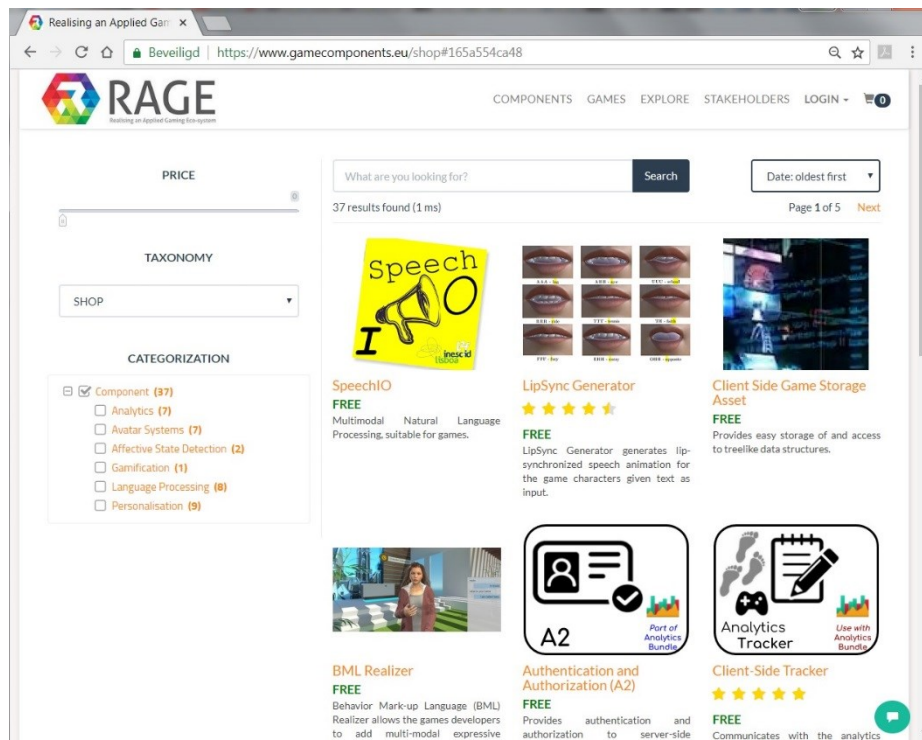 Realising an Applied Gam
Beveiligd | https://www.gamecomponents.eu/shop#165a554ca48
RAGE
Realising an Applied Gaming Eco-system
COMPONENTS GAMES EXPLORE STAKEHOLDERS LOGIN 0
PRICE
0
TAXONOMY
SHOP
CATEGORIZATION
Component (37)
Analytics (7)
Avatar Systems (7)
Affective State Detection (2)
Gamification (1)
Language Processing (8)
Personalisation (9)
What are you looking for?
Search
Date: oldest first
37 results found (1 ms)
Page 1 of 5 Next
Speech
IO
inesc id
lisboa
SpeechIO
FREE
Multimodal Natural Language
Processing, suitable for games.
LipSync Generator
FREE
LipSync Generator generates lip-
synchronized speech animation for
the game characters given text as
input.
Client Side Game Storage
Asset
FREE
Provides easy storage of and access
to treelike data structures.
BML Realizer
FREE
Behavior Mark-up Language (BML)
Realizer allows the games developers
to add multi-modal expressive
A2
Part of
Analytics
Bundle
Authentication and
Authorization (A2)
FREE
Provides authentication and
authorization to server-side
Analytics
Tracker
Use with
Analytics
Bundle
Client-Side Tracker
FREE
Communicates with the analytics